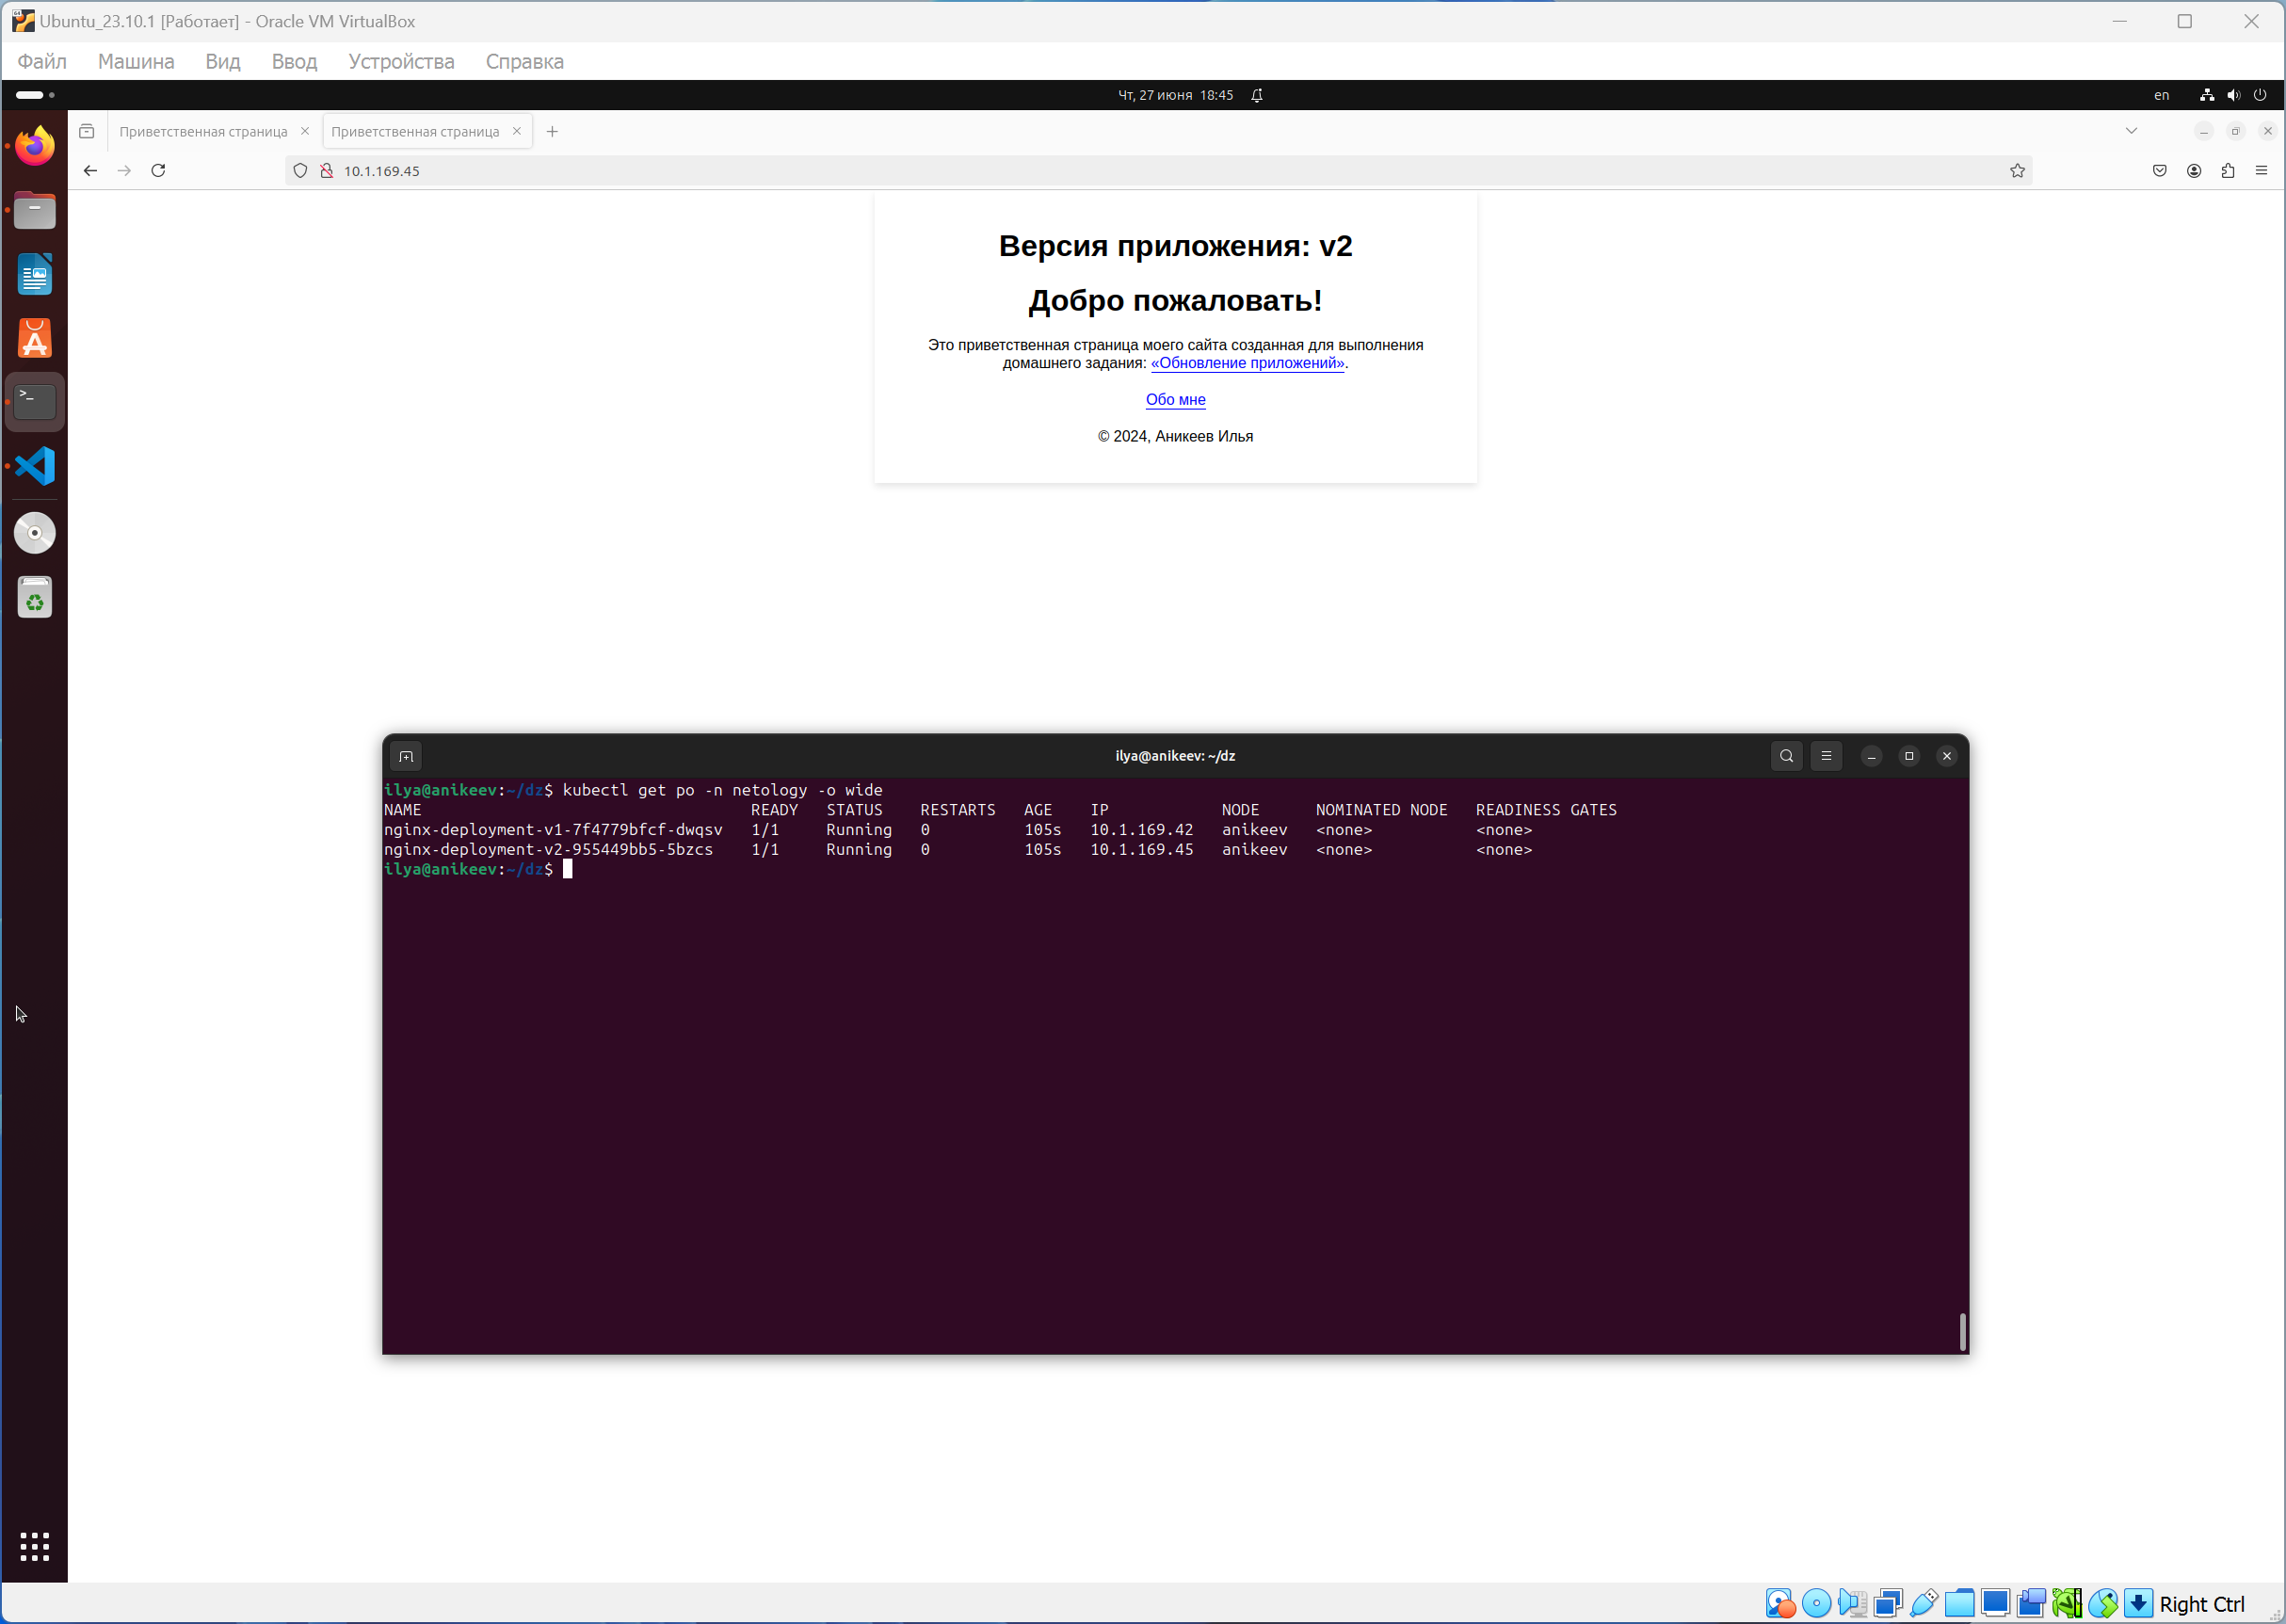 Ubuntu_23.10.1 [Работает] - Oracle VM VirtualBox
Файл Машина Вид Ввод Устройства Справка
Чт, 27 июня 18:45 en
Приветственная страница Приветственная страница
10.1.169.45
Версия приложения: v2
Добро пожаловать!
Это приветственная страница моего сайта созданная для выполнения
домашнего задания: «Обновление приложений».
Обо мне
© 2024, Аникеев Илья
ilya@anikeev: ~/dz
ilya@anikeev:~/dz$ kubectl get po -n netology -o wide
NAME READY STATUS RESTARTS AGE IP NODE NOMINATED NODE READINESS GATES
nginx-deployment-v1-7f4779bfcf-dwqsv 1/1 Running 0 105s 10.1.169.42 anikeev <none> <none>
nginx-deployment-v2-955449bb5-5bzcs 1/1 Running 0 105s 10.1.169.45 anikeev <none> <none>
ilya@anikeev:~/dz$
Right Ctrl